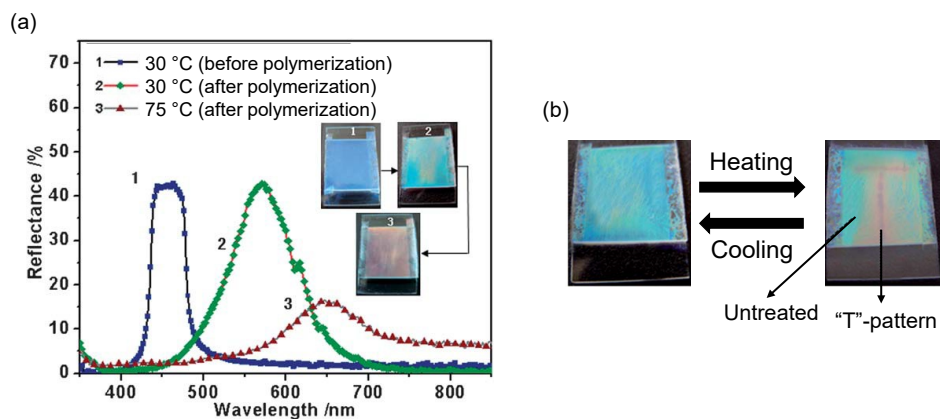 (a)
70
60
50
40
30
20
10
0
Reflectance /%
400
500
600
700
800
Wavelength /nm
1 30 °C (before polymerization)
2 30 °C (after polymerization)
3 75 °C (after polymerization)
1
2
3
1
2
3
(b)
Heating
Cooling
Untreated
“T”-pattern